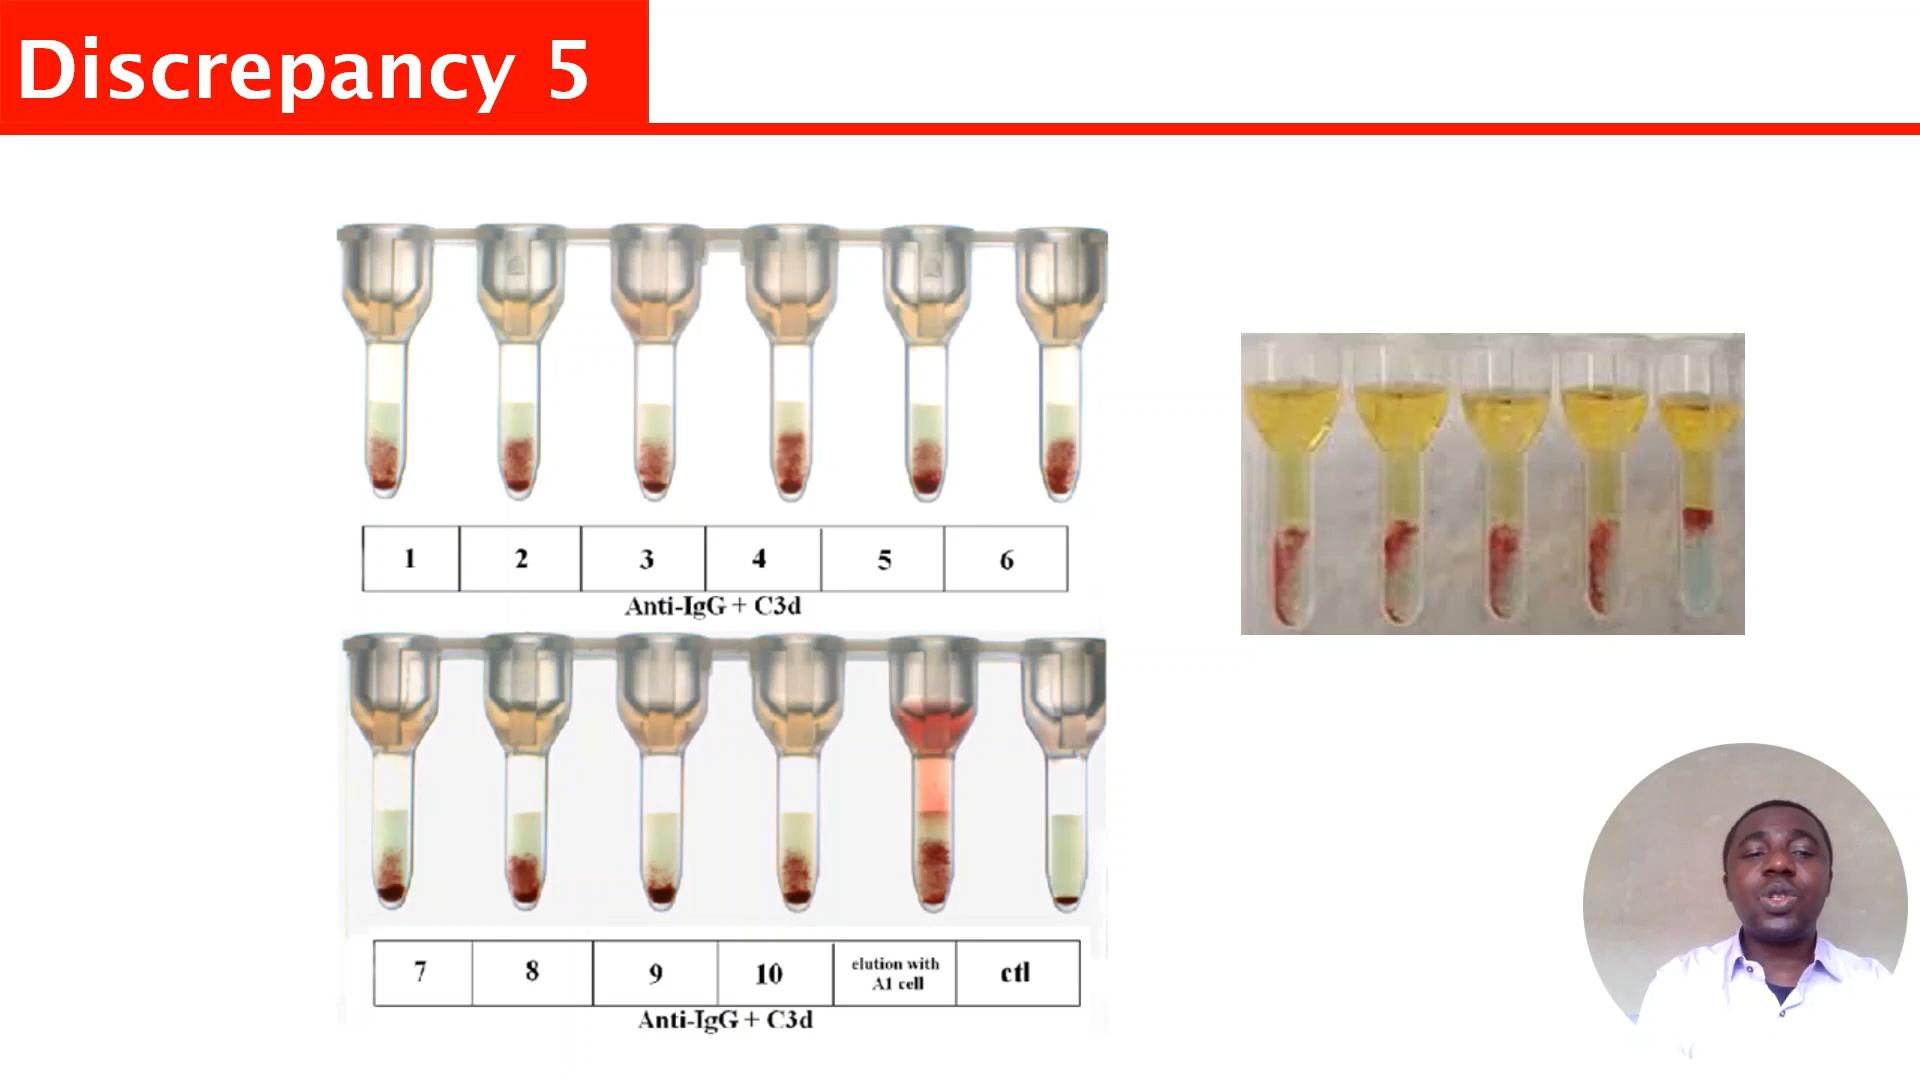 Discrepancy 5
1 2 3 4 5 6
Anti-IgG + C3d
7 8 9 10 elution with A1 cell ctl
Anti-IgG + C3d